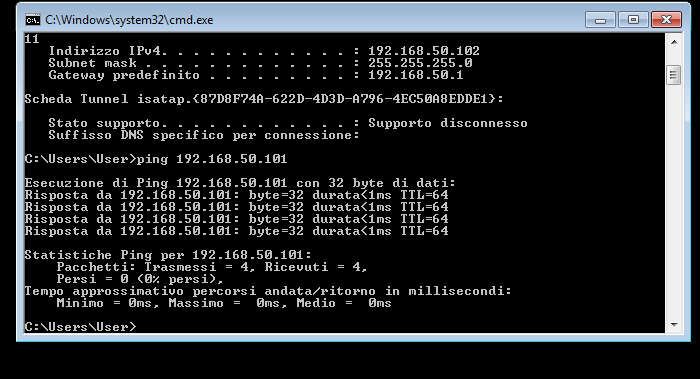 C:\Windows\system32\cmd.exe
11
Indirizzo IPv4. . . . . . . . . . . . : 192.168.50.102
Subnet mask . . . . . . . . . . . . . : 255.255.255.0
Gateway predefinito . . . . . . . . . : 192.168.50.1
Scheda Tunnel isatap.{87D8F74A-622D-4D3D-A796-4EC50A8EDDE1}:
Stato supporto. . . . . . . . . . . . : Supporto disconnesso
Suffisso DNS specifico per connessione:
C:\Users\User>ping 192.168.50.101
Esecuzione di Ping 192.168.50.101 con 32 byte di dati:
Risposta da 192.168.50.101: byte=32 durata<1ms TTL=64
Risposta da 192.168.50.101: byte=32 durata<1ms TTL=64
Risposta da 192.168.50.101: byte=32 durata<1ms TTL=64
Risposta da 192.168.50.101: byte=32 durata<1ms TTL=64
Statistiche Ping per 192.168.50.101:
Pacchetti: Trasmessi = 4, Ricevuti = 4,
Persi = 0 (0% persi),
Tempo approssimativo percorsi andata/ritorno in millisecondi:
Minimo = 0ms, Massimo =  0ms, Medio =  0ms
C:\Users\User>